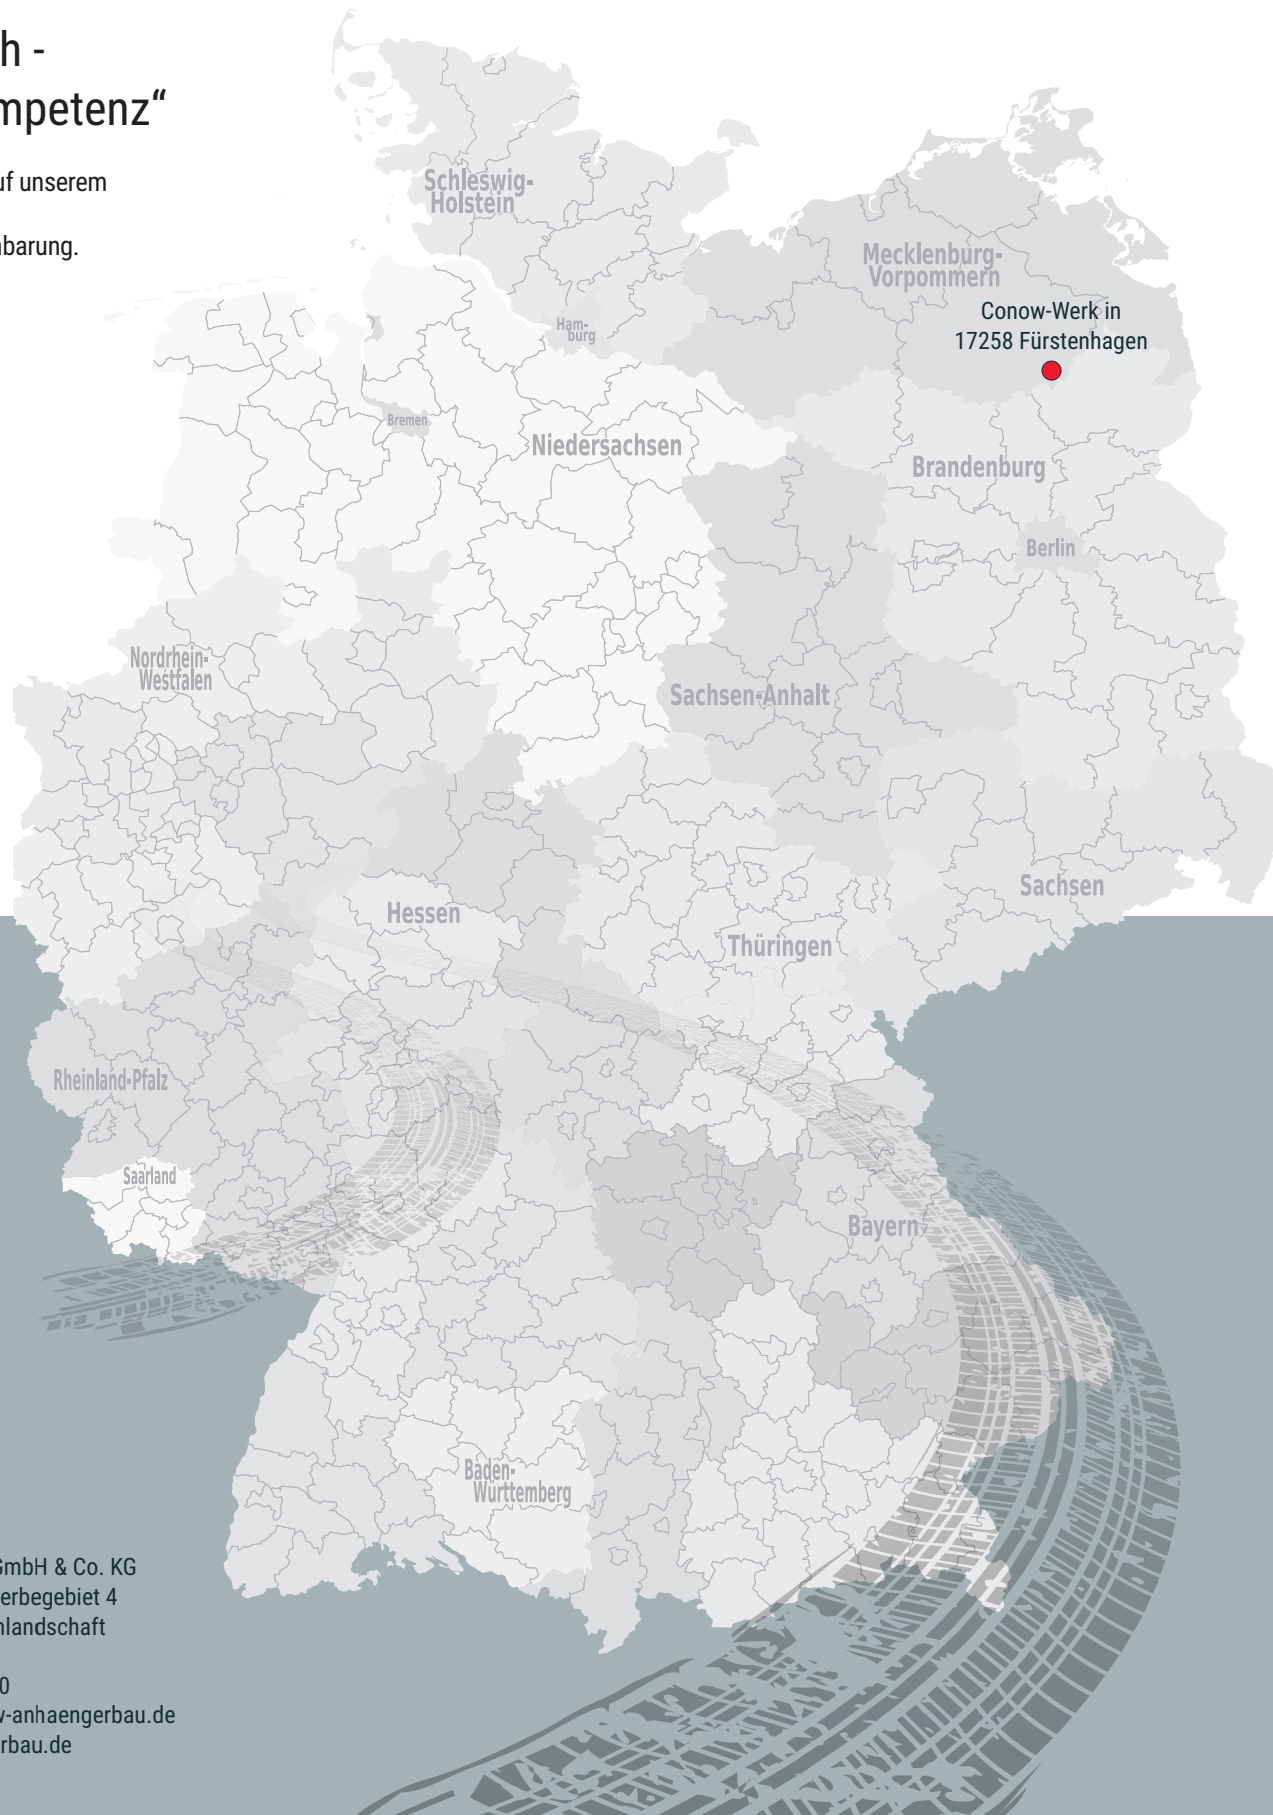 h -
mpetenz“
uf unserem
nbarung.
Schleswig-
Holstein
Mecklenburg-
Vorpommern
Conow-Werk in
17258 Fürstenhagen
Ham-
burg
Bremen
Niedersachsen
Brandenburg
Berlin
Nordrhein-
Westfalen
Sachsen-Anhalt
Sachsen
Hessen
Thüringen
Rheinland-Pfalz
Saarland
Bayern
Baden-
Württemberg
GmbH & Co. KG
erbegebiet 4
nlandschaft
0
w-anhaengerbau.de
rbau.de